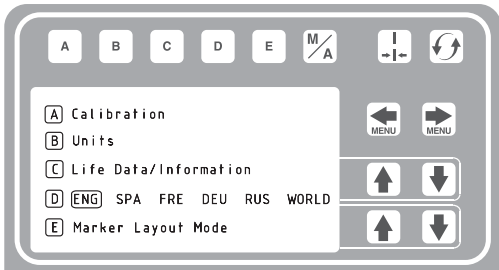 A B C D E M/A
A Calibration
B Units
C Life Data/Information
D ENG SPA FRE DEU RUS WORLD
E Marker Layout Mode
MENU MENU